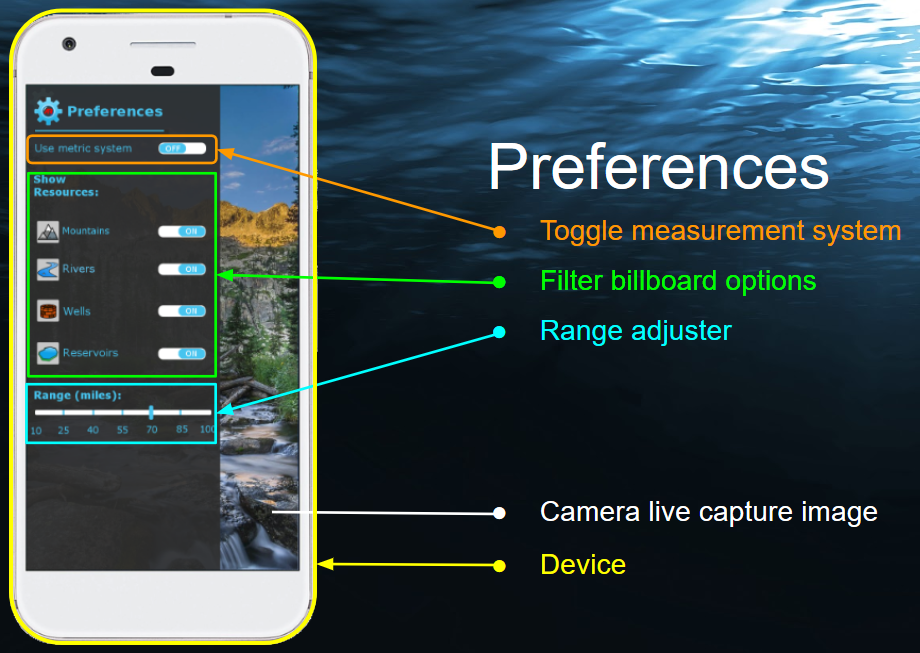 Preferences
Use metric system OFF
Show
Resources:
Mountains ON
Rivers ON
Wells ON
Reservoirs ON
Range (miles):
10 25 40 55 70 85 100
Preferences
Toggle measurement system
Filter billboard options
Range adjuster
Camera live capture image
Device